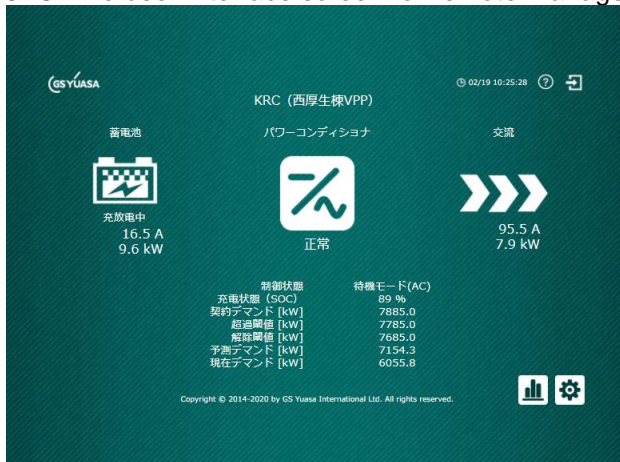 GS YUASA
02/19 10:25:28
KRC（西厚生棟VPP）
蓄電池
パワーコンディショナ
交流
充放電中
16.5 A
9.6 kW
正常
95.5 A
7.9 kW
制御状態 待機モード(AC)
充電状態（SOC） 89 %
契約デマンド [kW] 7885.0
超過閾値 [kW] 7785.0
解除閾値 [kW] 7685.0
予測デマンド [kW] 7154.3
現在デマンド [kW] 6055.8
Copyright © 2014-2020 by GS Yuasa International Ltd. All rights reserved.